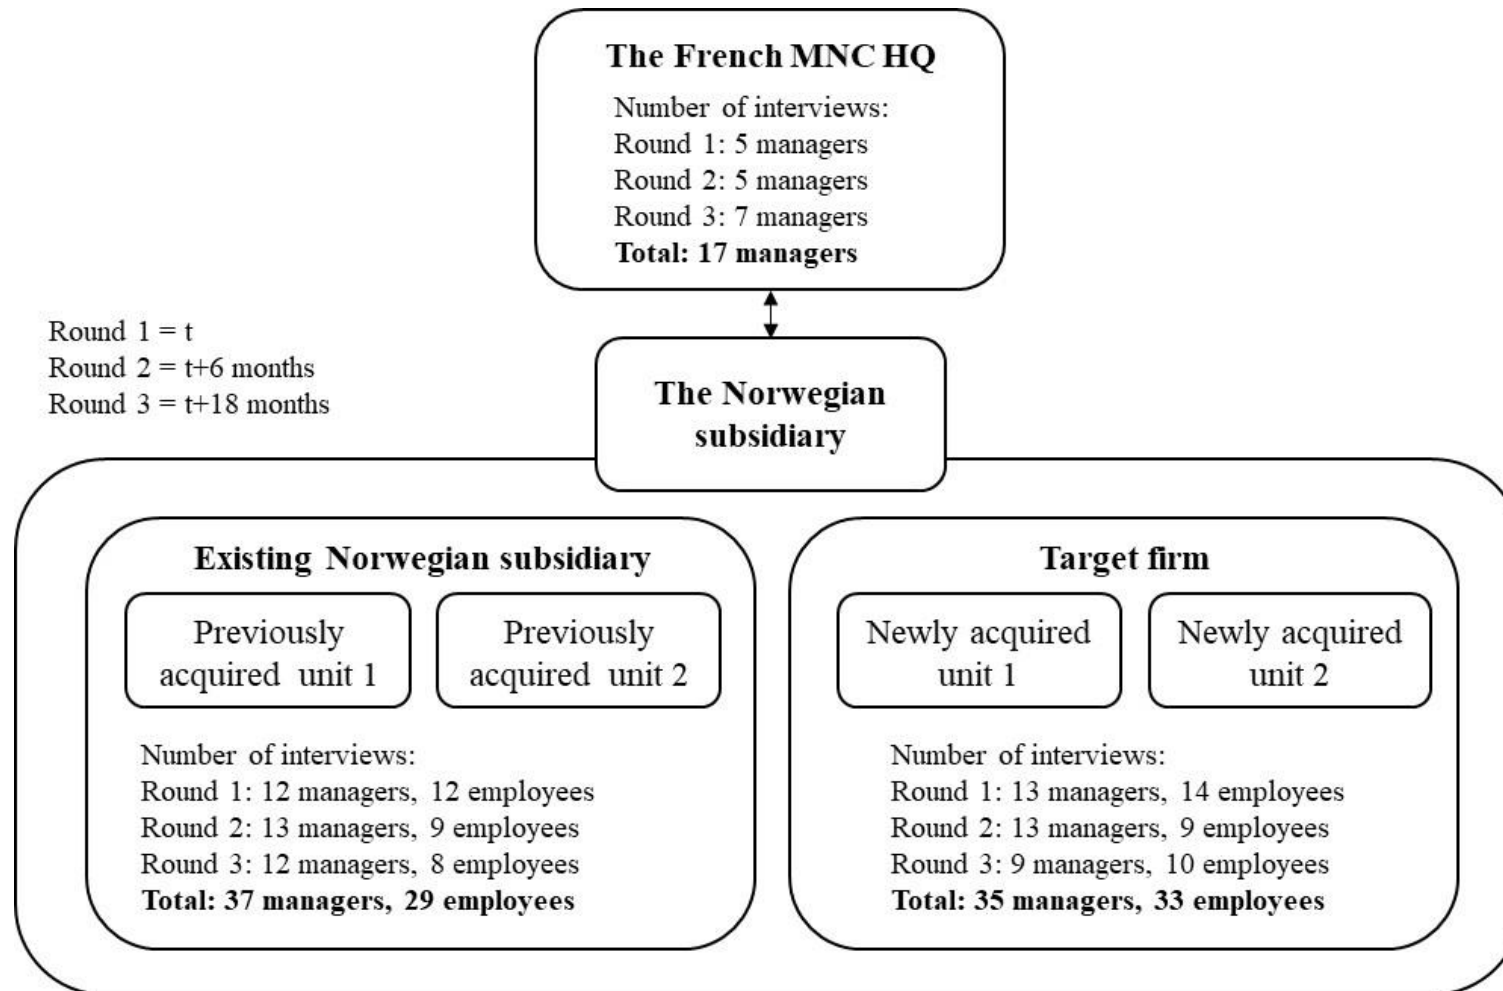 The French MNC HQ
Number of interviews:
Round 1: 5 managers
Round 2: 5 managers
Round 3: 7 managers
Total: 17 managers
Round 1 = t
Round 2 = t+6 months
Round 3 = t+18 months
The Norwegian
subsidiary
Existing Norwegian subsidiary
Previously
acquired unit 1
Previously
acquired unit 2
Number of interviews:
Round 1: 12 managers, 12 employees
Round 2: 13 managers, 9 employees
Round 3: 12 managers, 8 employees
Total: 37 managers, 29 employees
Target firm
Newly acquired
unit 1
Newly acquired
unit 2
Number of interviews:
Round 1: 13 managers, 14 employees
Round 2: 13 managers, 9 employees
Round 3: 9 managers, 10 employees
Total: 35 managers, 33 employees